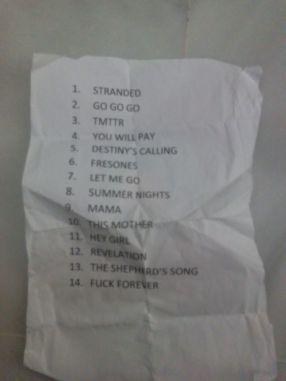 1. STRANDED
2. GO GO GO
3. TMTTR
4. YOU WILL PAY
5. DESTINY'S CALLING
6. FRESONES
7. LET ME GO
8. SUMMER NIGHTS
9. MAMA
10. THIS MOTHER
11. HEY GIRL
12. REVELATION
13. THE SHEPHERD'S SONG
14. FUCK FOREVER